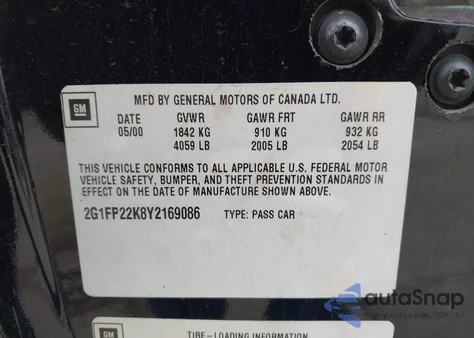 MFD BY GENERAL MOTORS OF CANADA LTD.
GM
DATE GVWR GAWR FRT GAWR RR
05/00 1842 KG 910 KG 932 KG
4059 LB 2005 LB 2054 LB
THIS VEHICLE CONFORMS TO ALL APPLICABLE U.S. FEDERAL MOTOR
VEHICLE SAFETY, BUMPER, AND THEFT PREVENTION STANDARDS IN
EFFECT ON THE DATE OF MANUFACTURE SHOWN ABOVE.
2G1FP22K8Y2169086 TYPE: PASS CAR
autoSnap
GM
TIRE-LOADING INFORMATION